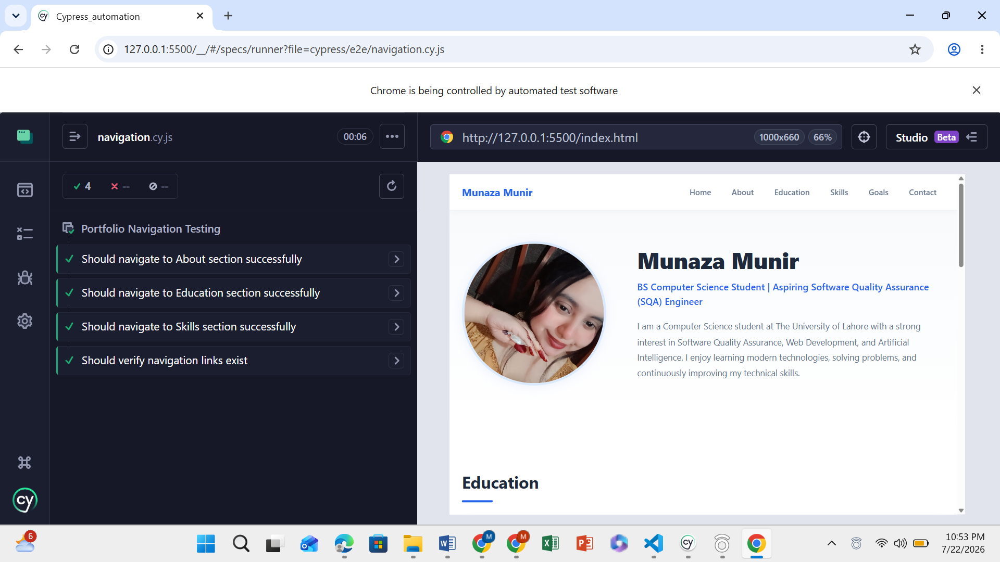 Cypress_automation
127.0.0.1:5500/__/#/specs/runner?file=cypress/e2e/navigation.cy.js
Chrome is being controlled by automated test software
navigation.cy.js
00:06
http://127.0.0.1:5500/index.html
1000x660
66%
Studio Beta
4 -- --
Portfolio Navigation Testing
Should navigate to About section successfully
Should navigate to Education section successfully
Should navigate to Skills section successfully
Should verify navigation links exist
Munaza Munir
Home About Education Skills Goals Contact
Munaza Munir
BS Computer Science Student | Aspiring Software Quality Assurance
(SQA) Engineer
I am a Computer Science student at The University of Lahore with a strong
interest in Software Quality Assurance, Web Development, and Artificial
Intelligence. I enjoy learning modern technologies, solving problems, and
continuously improving my technical skills.
Education
cy
6
W
M
M
X
P
cy
10:53 PM
7/22/2026